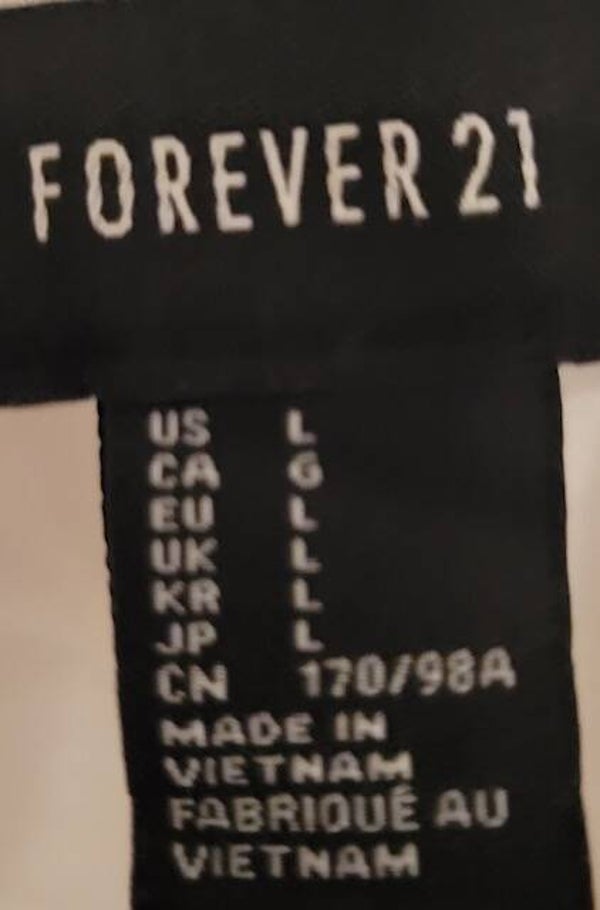 FOREVER 21
US L
CA G
EU L
UK L
KR L
JP L
CN 170/98A
MADE IN
VIETNAM
FABRIQUÉ AU
VIETNAM